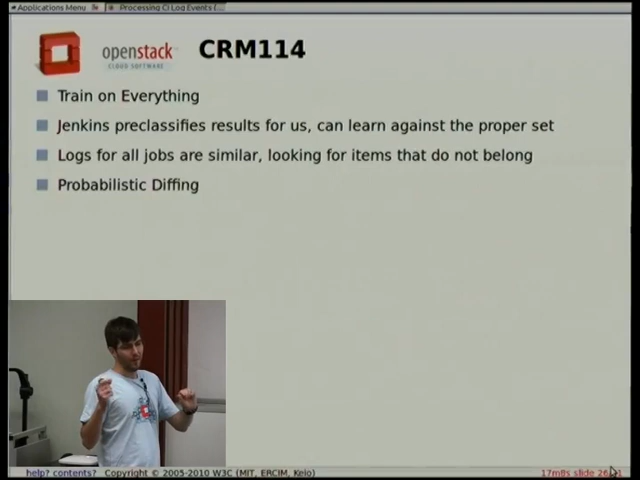 Applications Menu
Processing CI Log Events (...
openstack
CLOUD SOFTWARE
CRM114
Train on Everything
Jenkins preclassifies results for us, can learn against the proper set
Logs for all jobs are similar, looking for items that do not belong
Probabilistic Diffing
help? contents? Copyright © 2005-2010 W3C (MIT, ERCIM, Keio)
slide